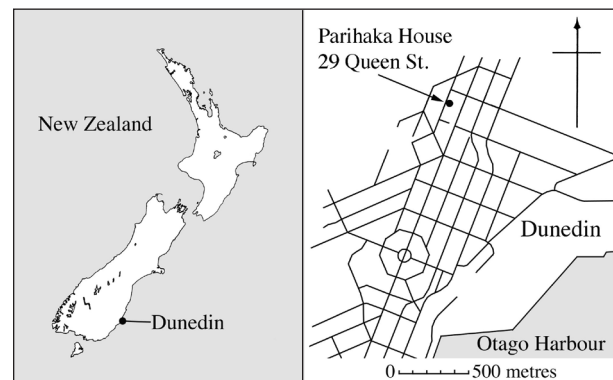 New Zealand
Dunedin
Parihaka House
29 Queen St.
Dunedin
Otago Harbour
0 500 metres